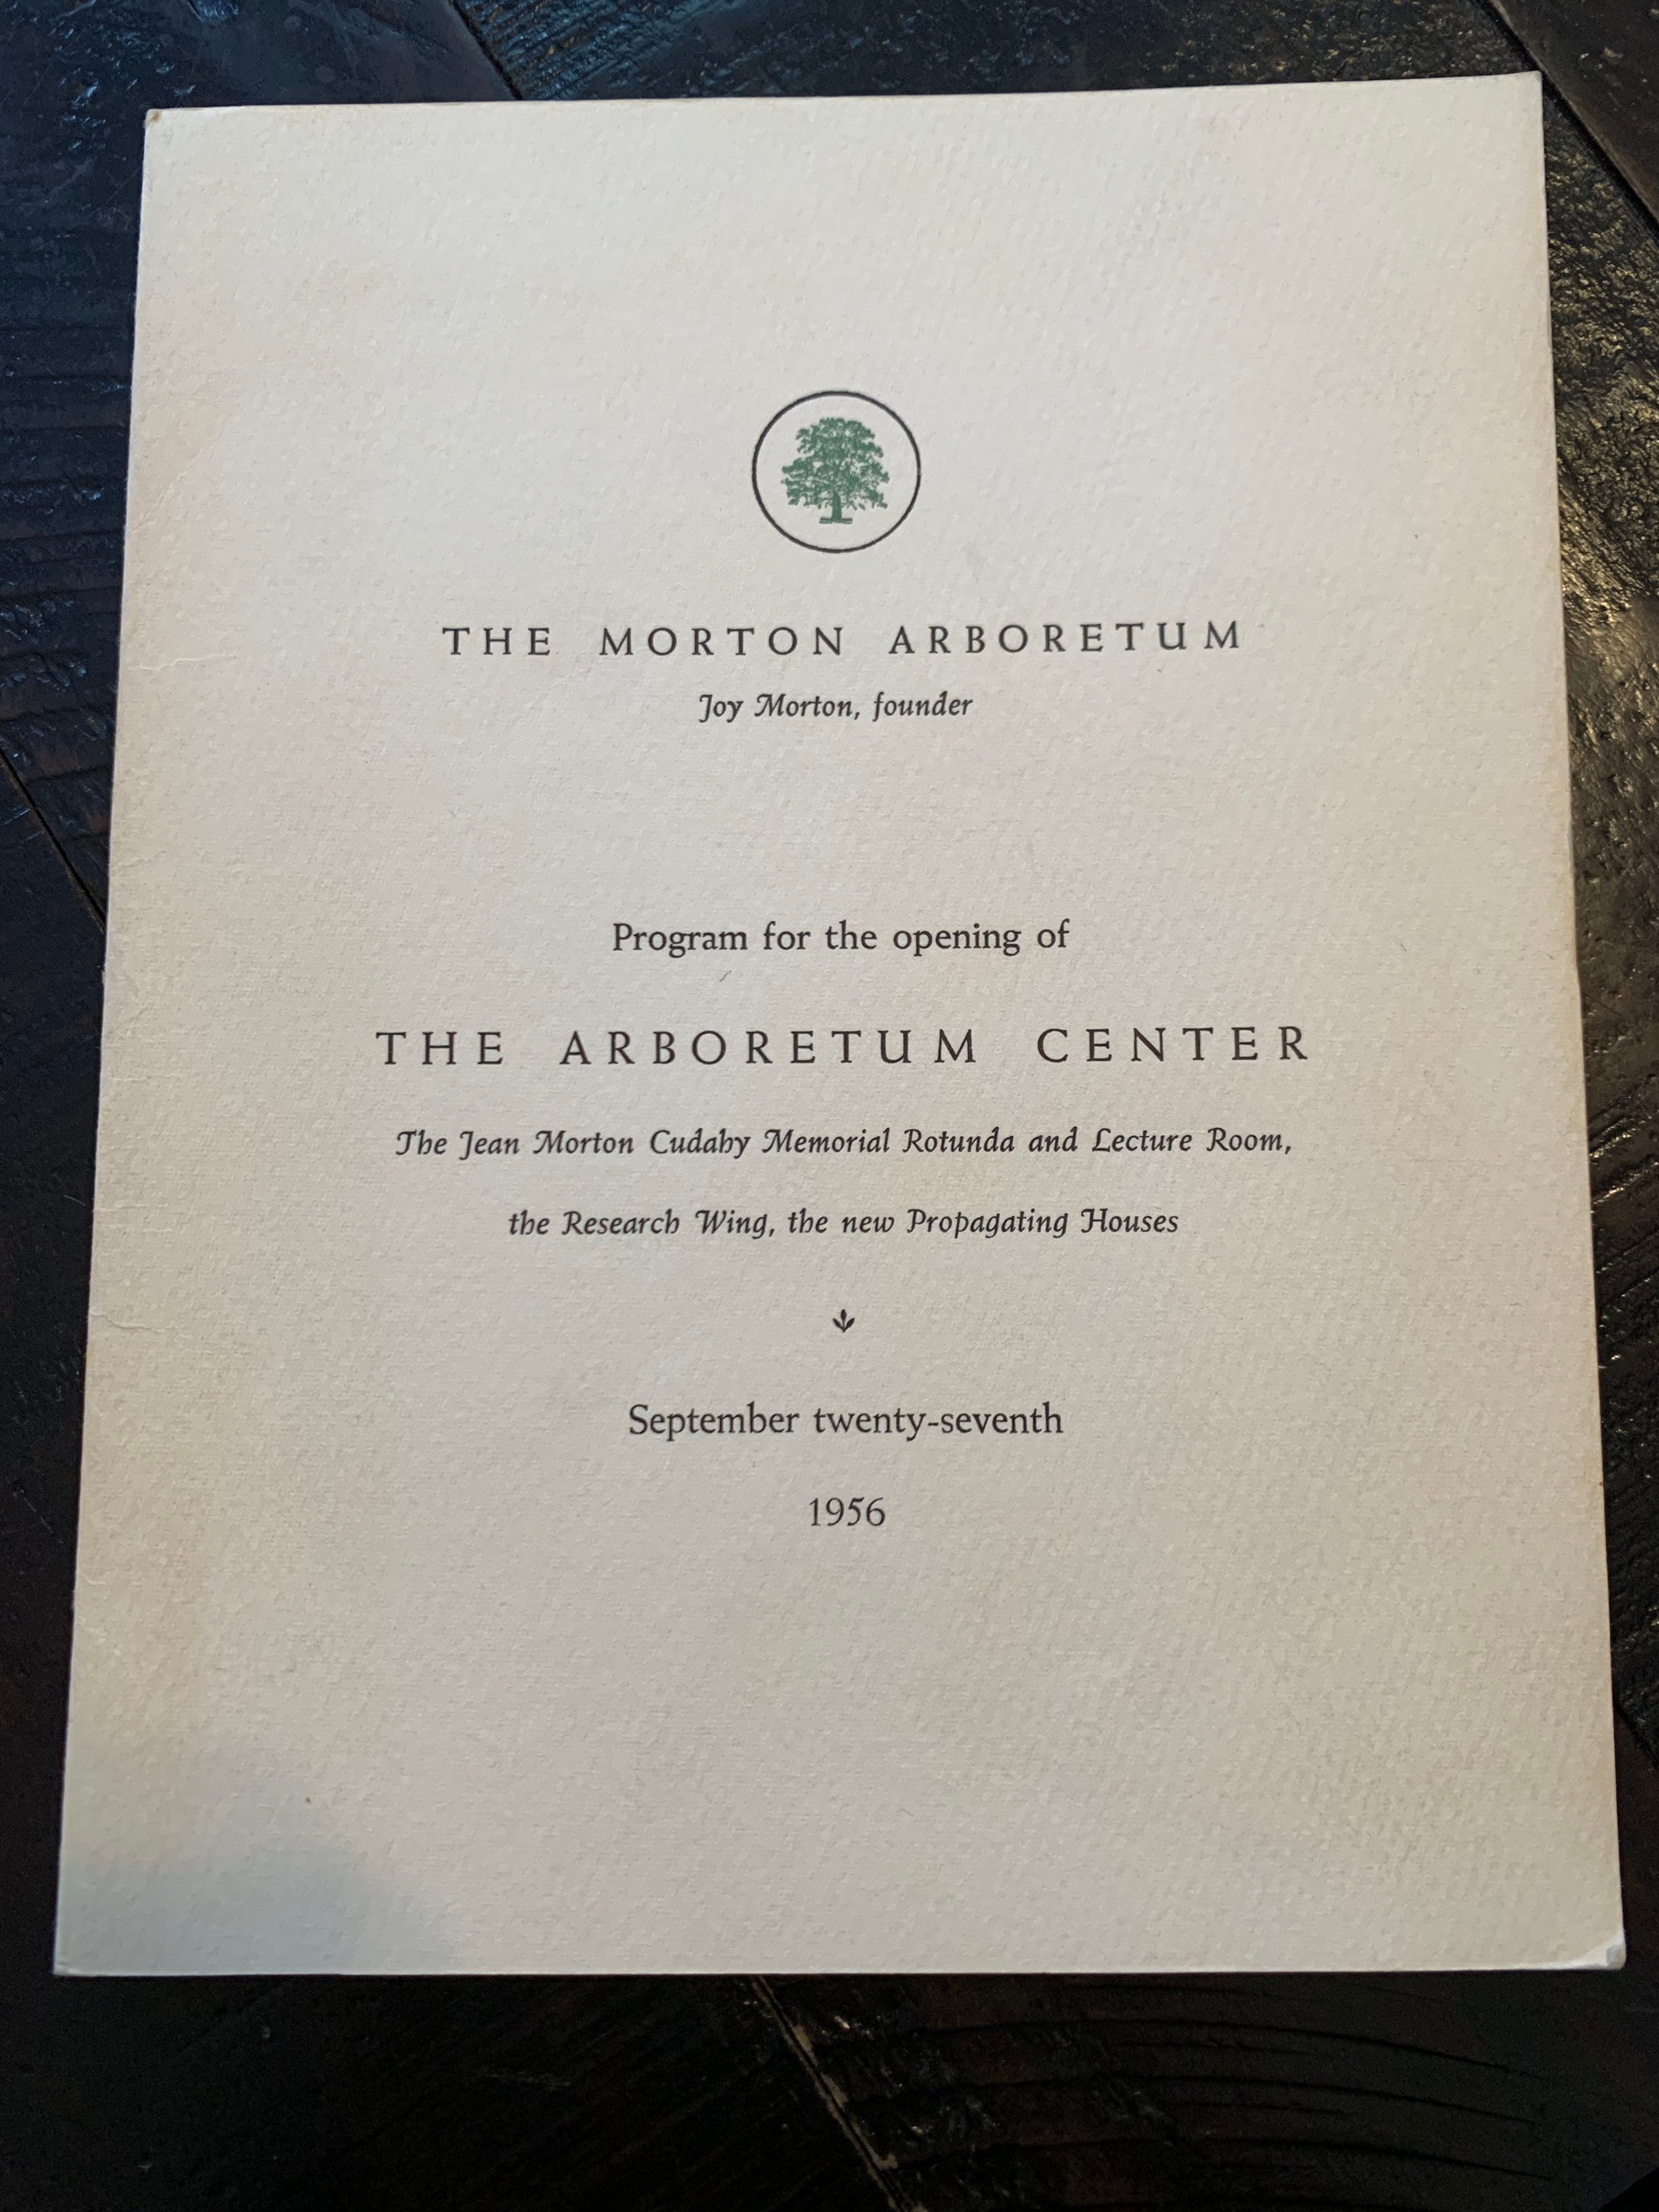 THE MORTON ARBORETUM
Joy Morton, founder
Program for the opening of
THE ARBORETUM CENTER
The Jean Morton Cudahy Memorial Rotunda and Lecture Room,
the Research Wing, the new Propagating Houses
September twenty-seventh
1956